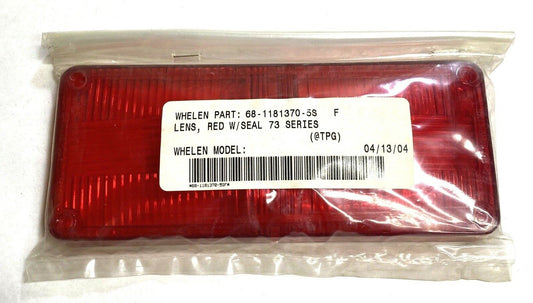 WHELEN PART: 68-1181370-5S F
LENS, RED W/SEAL 73 SERIES
(@TPG)
WHELEN MODEL: 04/13/04
*68-1181370-5SF*